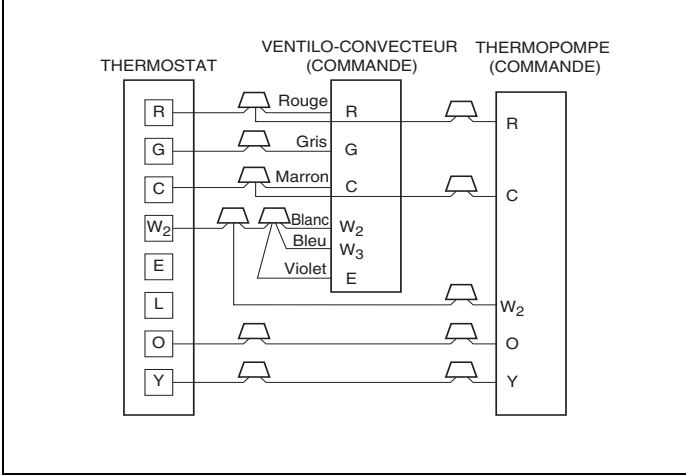 VENTILO-CONVECTEUR
(COMMANDE)
THERMOPOMPE
(COMMANDE)
THERMOSTAT
R
Rouge
R
R
G
Gris
G
C
Marron
C
C
W2
Blanc
W2
Bleu
W3
E
Violet
E
L
W2
O
O
Y
Y